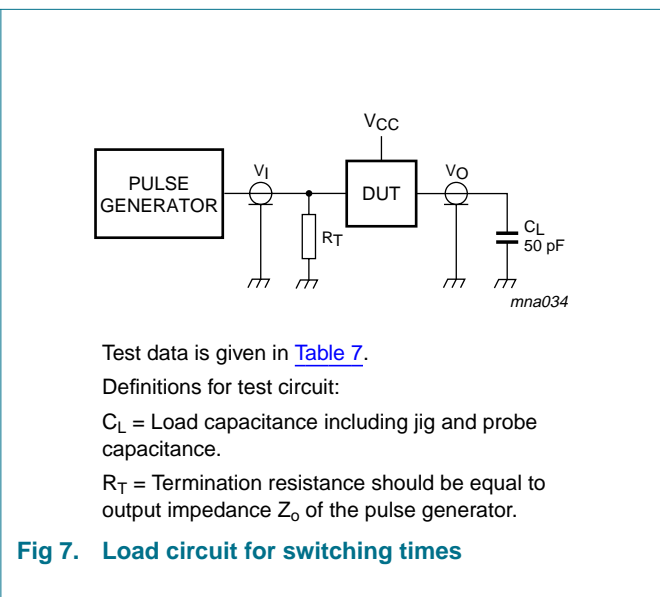 VCC
PULSE
GENERATOR
VI
DUT
VO
RT
CL
50 pF
mna034
Test data is given in Table 7.
Definitions for test circuit:
CL = Load capacitance including jig and probe
capacitance.
RT = Termination resistance should be equal to
output impedance Zo of the pulse generator.
Fig 7. Load circuit for switching times